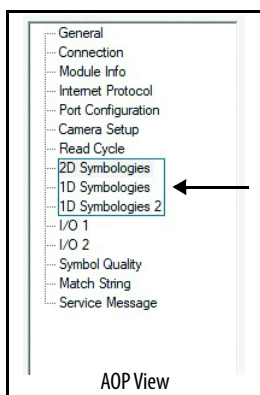 General
Connection
Module Info
Internet Protocol
Port Configuration
Camera Setup
Read Cycle
2D Symbologies
1D Symbologies
1D Symbologies 2
I/O 1
I/O 2
Symbol Quality
Match String
Service Message
AOP View